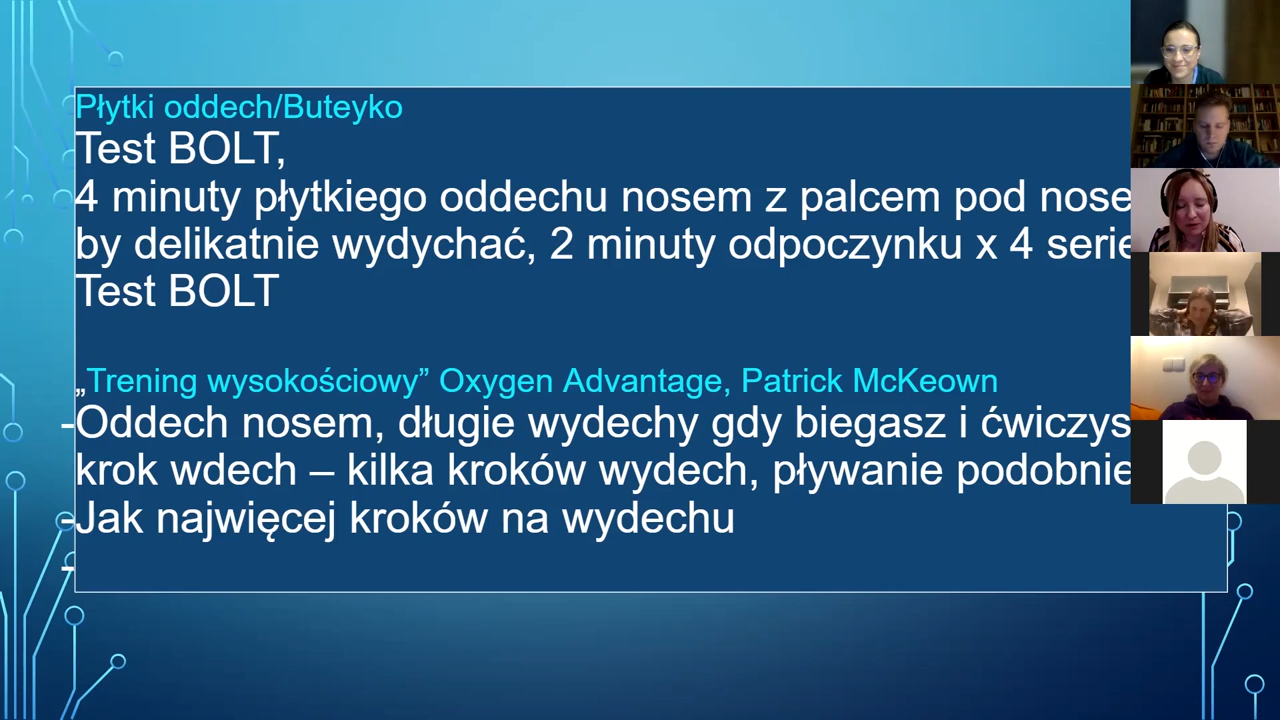 Płytki oddech/Buteyko
Test BOLT,
4 minuty płytkiego oddechu nosem z palcem pod nose
by delikatnie wydychać, 2 minuty odpoczynku x 4 serie
Test BOLT
„Trening wysokościowy” Oxygen Advantage, Patrick McKeown
-Oddech nosem, długie wydechy gdy biegasz i ćwiczys
krok wdech – kilka kroków wydech, pływanie podobnie
-Jak najwięcej kroków na wydechu
-